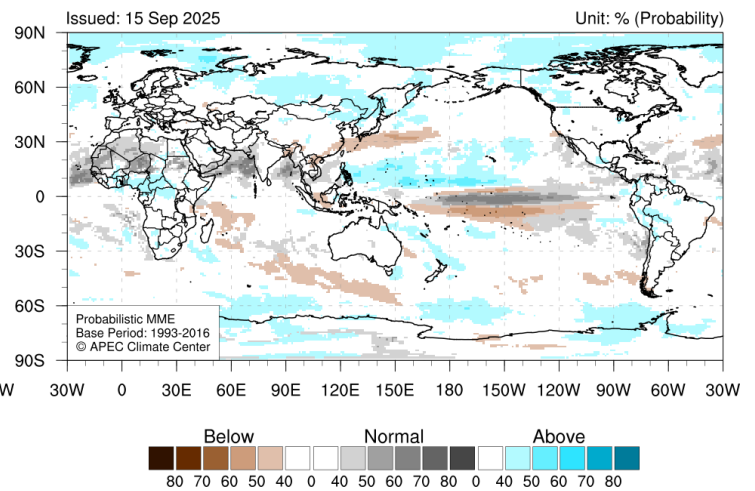 Issued: 15 Sep 2025 Unit: % (Probability)
90N
60N
30N
0
30S
60S
90S
Probabilistic MME
Base Period: 1993-2016
© APEC Climate Center
W 30W 0 30E 60E 90E 120E 150E 180 150W 120W 90W 60W 30W
Below Normal Above
80 70 60 50 40 0 40 50 60 70 80 0 40 50 60 70 80